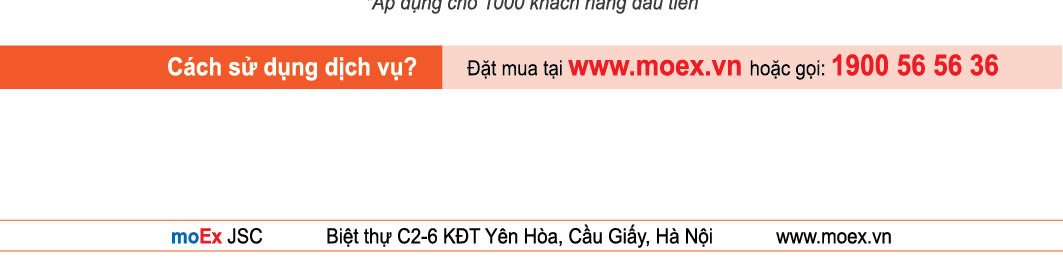 *Áp dụng cho 1000 khách hàng đầu tiên
Cách sử dụng dịch vụ? Đặt mua tại www.moex.vn hoặc gọi: 1900 56 56 36
moEx JSC Biệt thự C2-6 KĐT Yên Hòa, Cầu Giấy, Hà Nội www.moex.vn